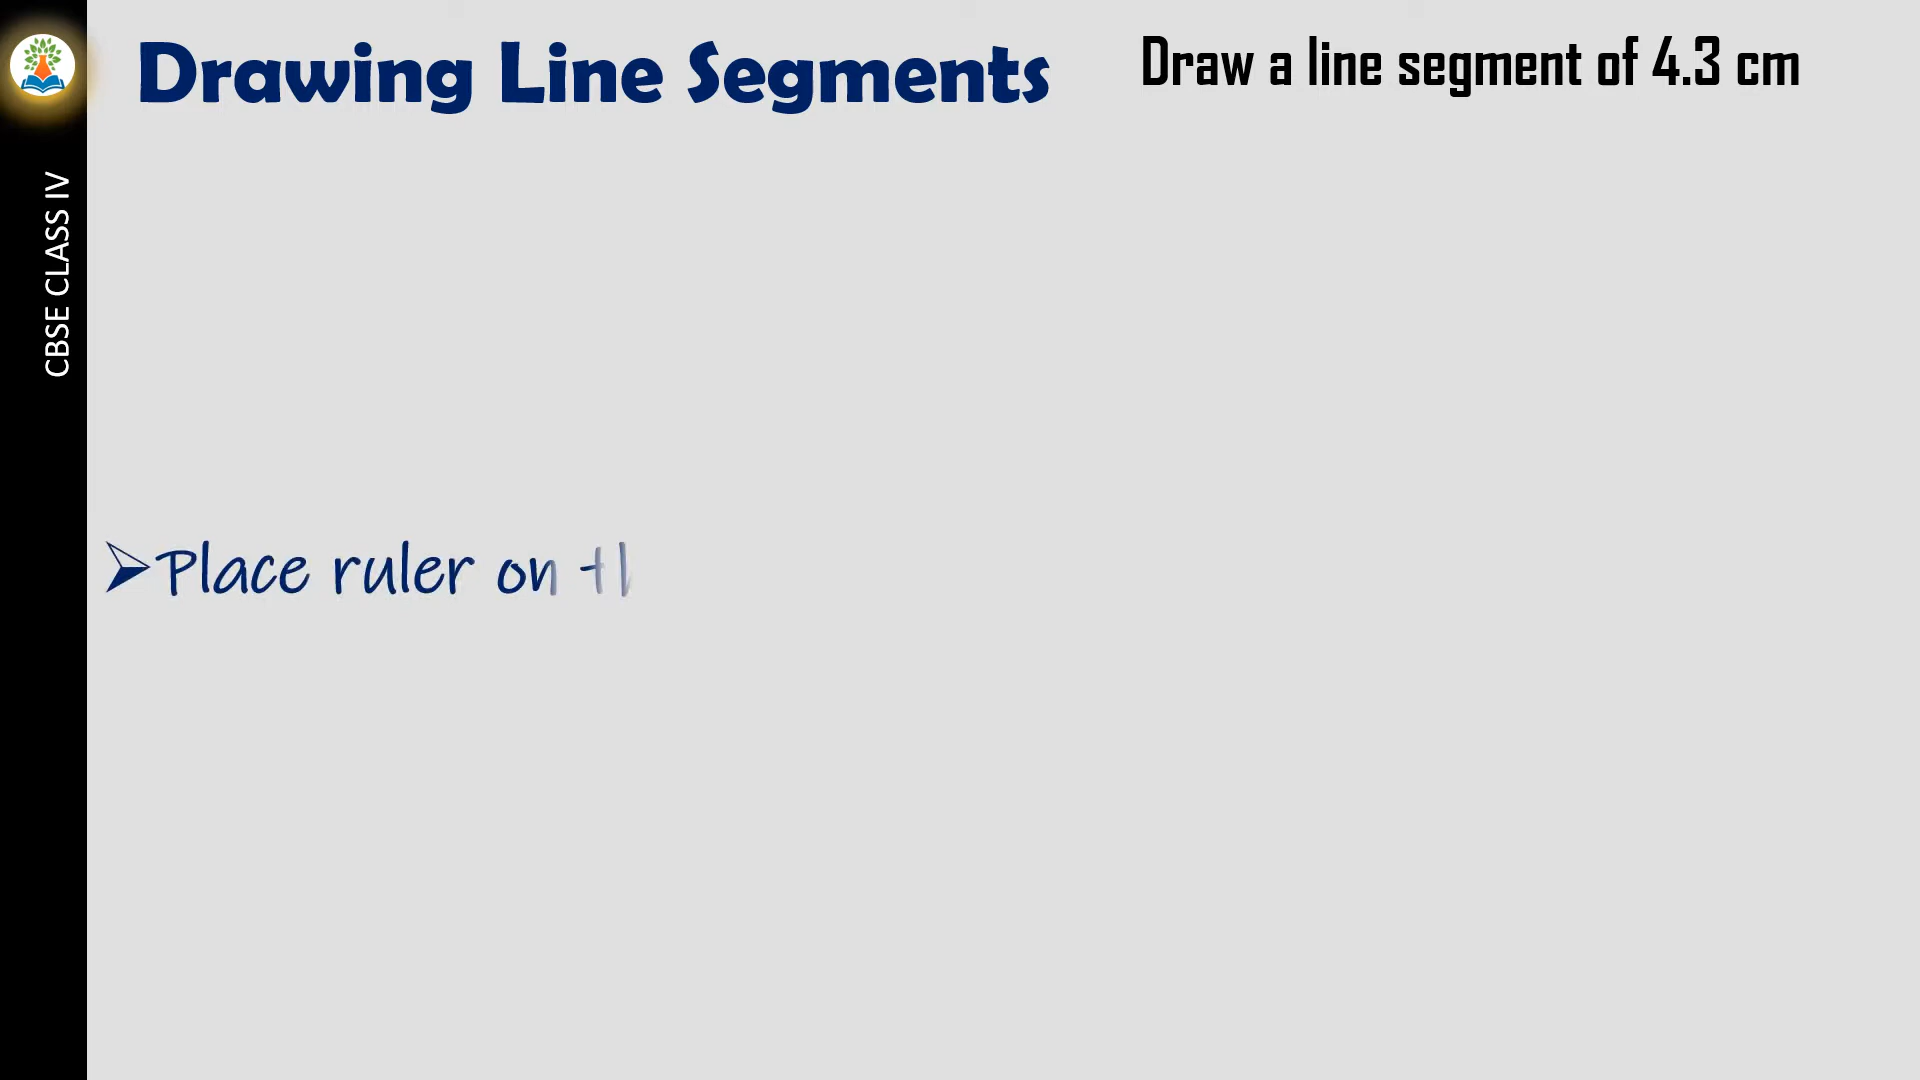 Drawing Line Segments
Draw a line segment of 4.3 cm
CBSE CLASS IV
➢Place ruler on